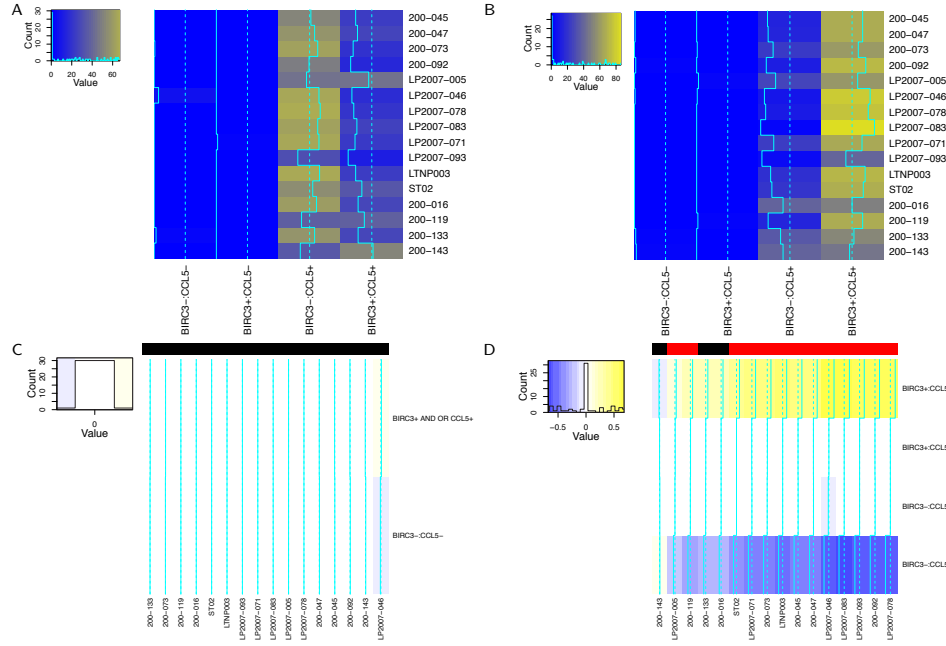 A
Count
0 10 20 30
0 20 40 60
Value
200-045
200-047
200-073
200-092
LP2007-005
LP2007-046
LP2007-078
LP2007-083
LP2007-071
LP2007-093
LTNP003
ST02
200-016
200-119
200-133
200-143
BIRC3-:CCL5-
BIRC3+:CCL5-
BIRC3-:CCL5+
BIRC3+:CCL5+
B
Count
0 10 20
0 20 40 60 80
Value
200-045
200-047
200-073
200-092
LP2007-005
LP2007-046
LP2007-078
LP2007-083
LP2007-071
LP2007-093
LTNP003
ST02
200-016
200-119
200-133
200-143
BIRC3-:CCL5-
BIRC3+:CCL5-
BIRC3-:CCL5+
BIRC3+:CCL5+
C
Count
0 10 20 30
0
Value
BIRC3+ AND OR CCL5+
BIRC3-:CCL5-
200-133
200-073
200-119
200-016
ST02
LTNP003
LP2007-093
LP2007-071
LP2007-083
LP2007-005
LP2007-078
200-047
200-045
200-092
200-143
LP2007-046
D
Count
0 10 25
-0.5 0 0.5
Value
BIRC3+:CCL5
BIRC3+:CCL5
BIRC3-:CCL5
BIRC3-:CCL5
200-143
LP2007-005
200-119
200-133
200-016
ST02
LP2007-071
200-073
LTNP003
200-045
200-047
LP2007-046
LP2007-083
LP2007-093
200-092
LP2007-078